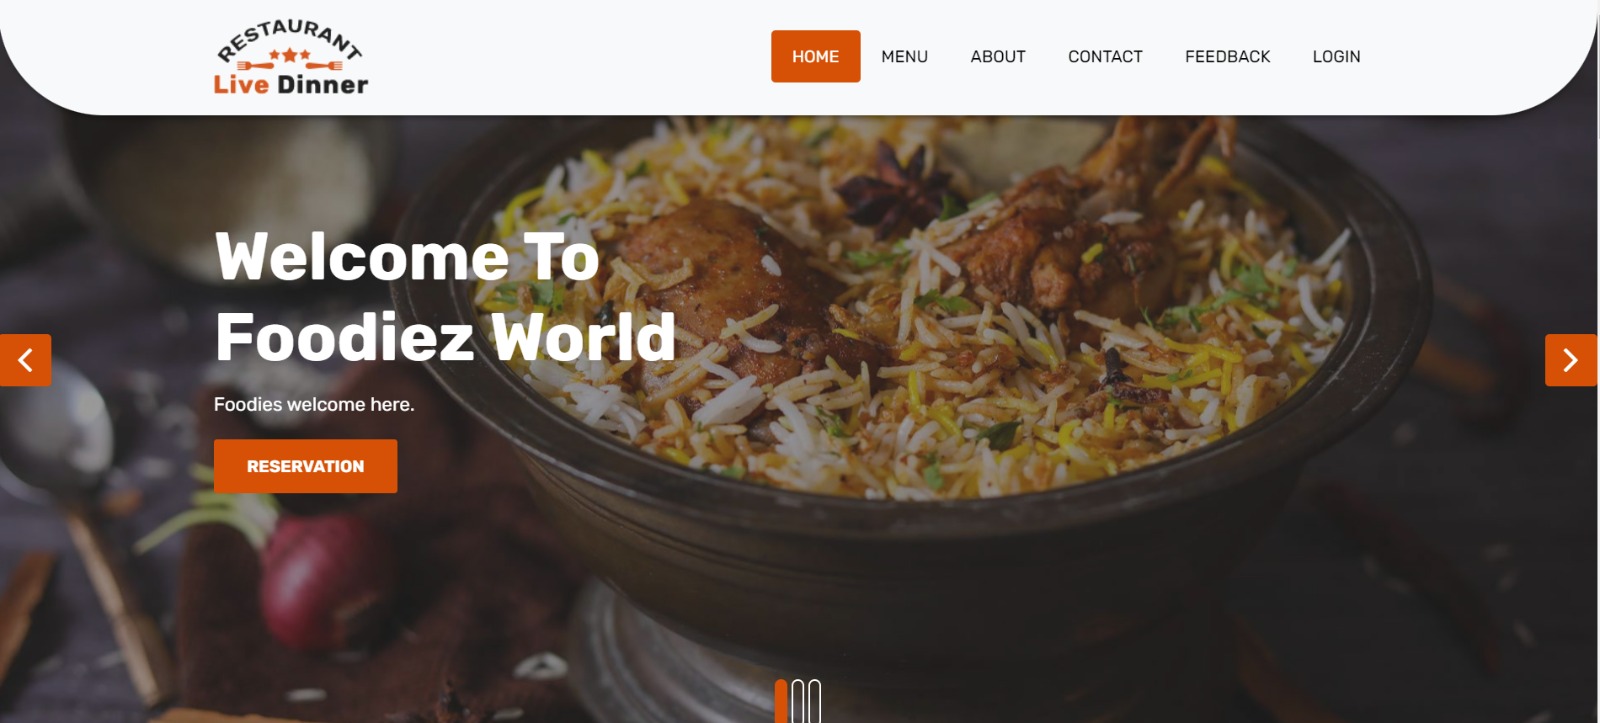 RESTAURANT
Live Dinner
HOME MENU ABOUT CONTACT FEEDBACK LOGIN
Welcome To
Foodiez World
Foodies welcome here.
RESERVATION